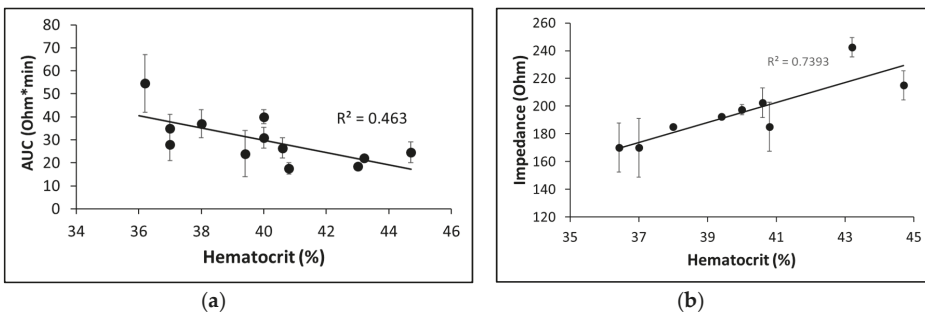 AUC (Ohm*min)
80
70
60
50
40
30
20
10
0
R² = 0.463
34 36 38 40 42 44 46
Hematocrit (%)
(a)
Impedance (Ohm)
260
240
220
200
180
160
140
120
R² = 0.7393
35 37 39 41 43 45
Hematocrit (%)
(b)